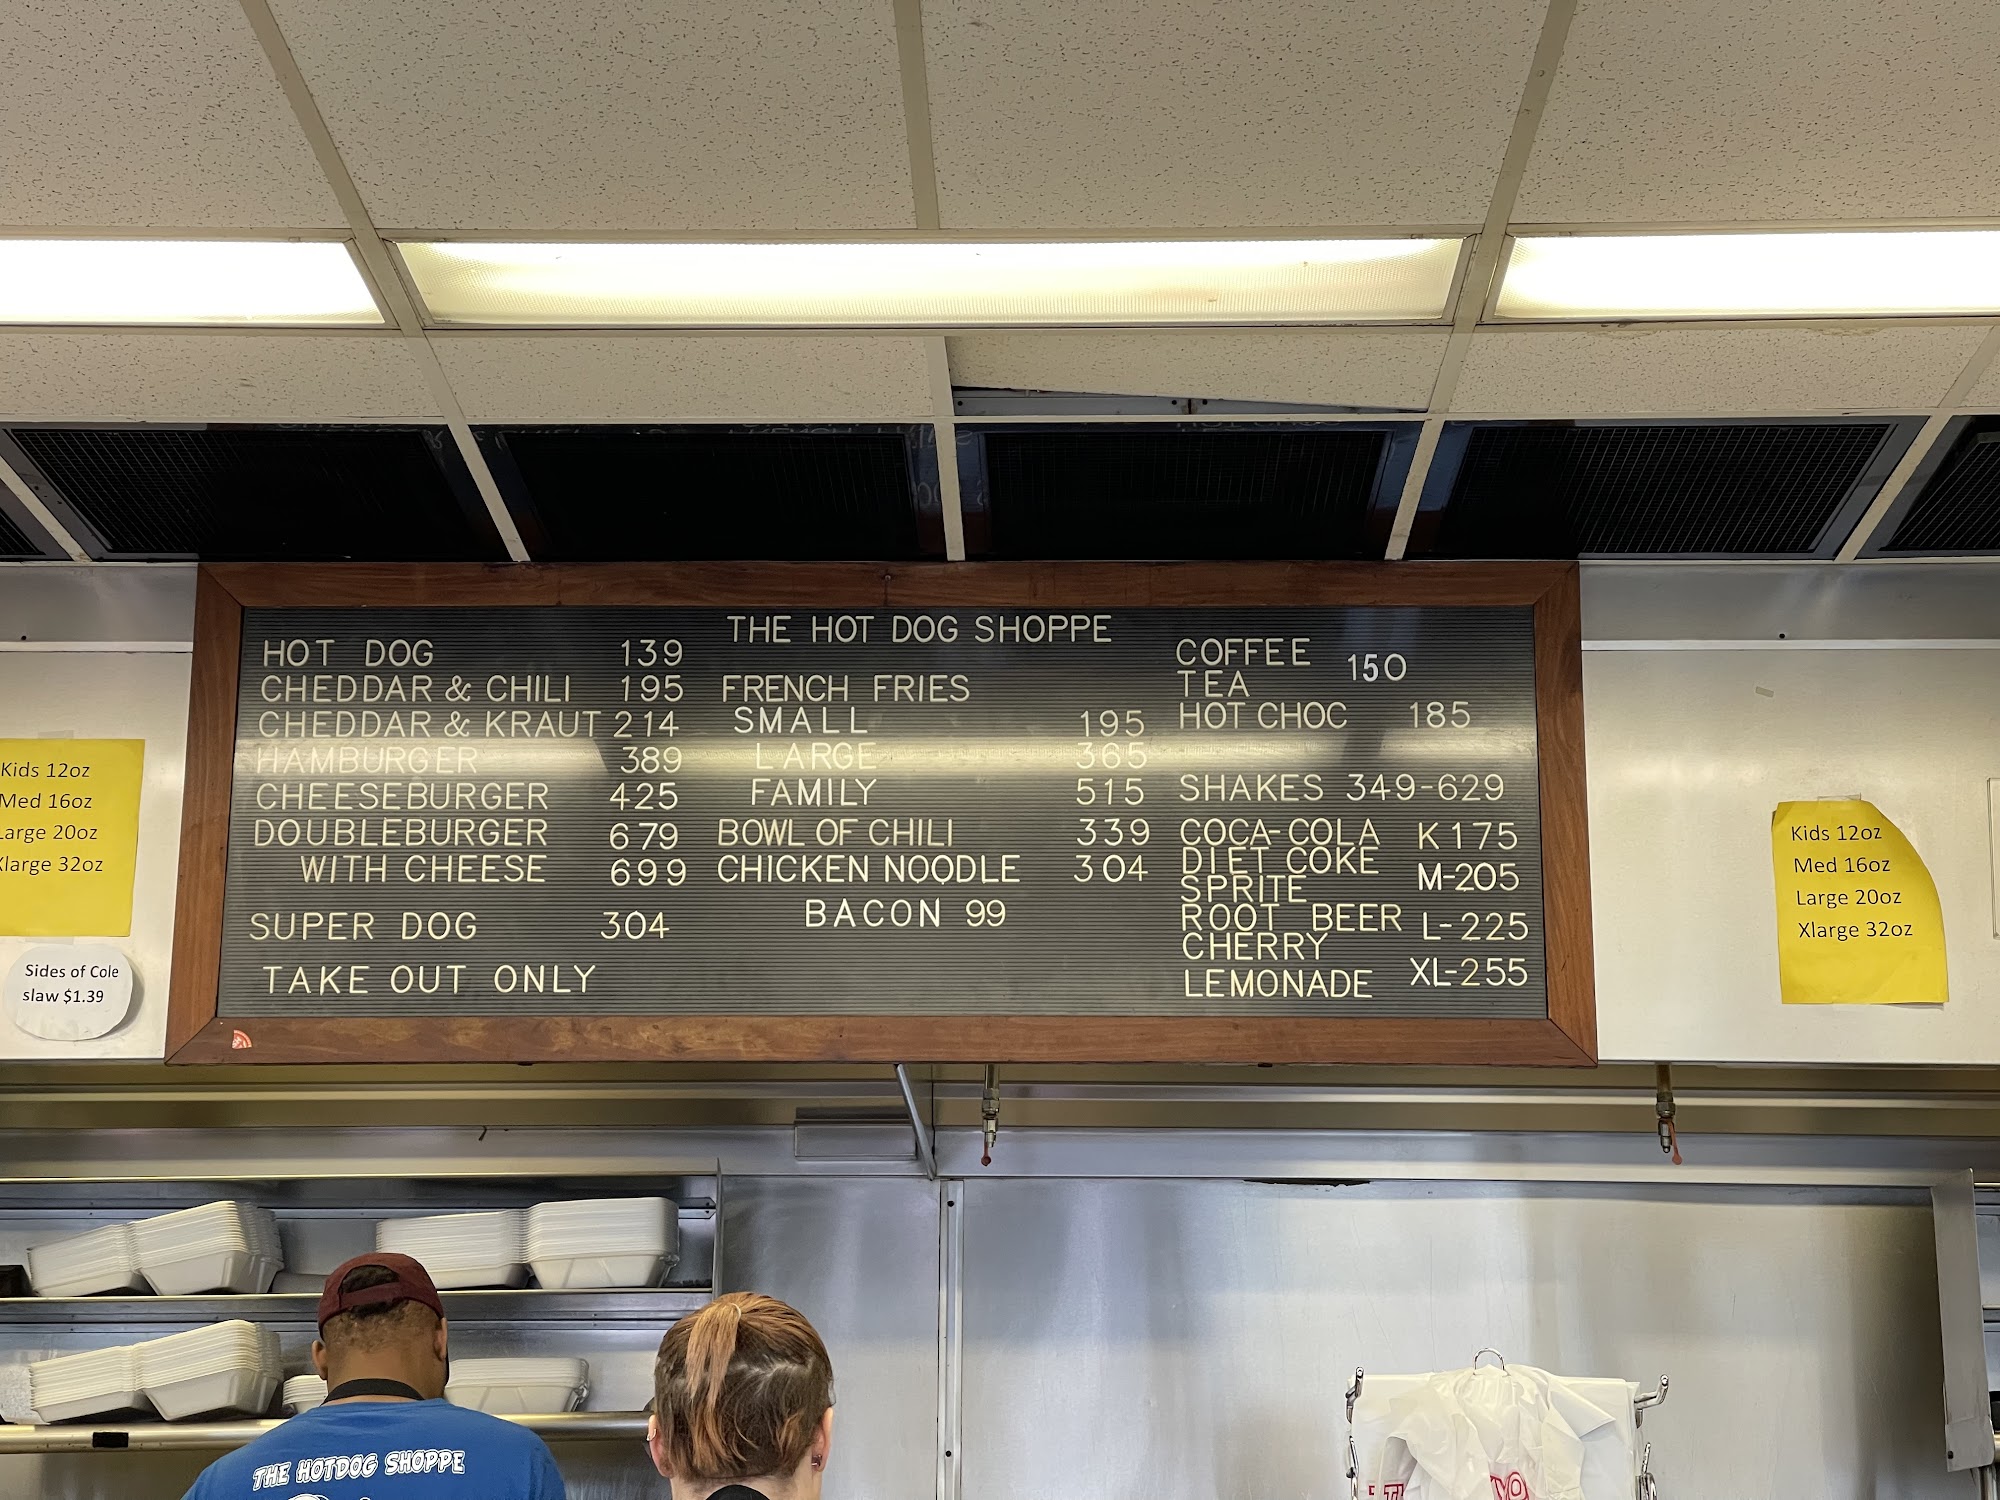 THE HOT DOG SHOPPE
HOT DOG 139
CHEDDAR & CHILI 195
CHEDDAR & KRAUT 214
HAMBURGER 389
CHEESEBURGER 425
DOUBLEBURGER 679
WITH CHEESE 699
SUPER DOG 304
TAKE OUT ONLY
FRENCH FRIES
SMALL 195
LARGE 365
FAMILY 515
BOWL OF CHILI 339
CHICKEN NOODLE 304
BACON 99
COFFEE
150
TEA
HOT CHOC 185
SHAKES 349-629
COCA-COLA K 175
DIET COKE
M-205
SPRITE
ROOT BEER L-225
CHERRY
XL-255
LEMONADE
Kids 12oz
Med 16oz
Large 20oz
Xlarge 32oz
Sides of Cole
slaw $1.39
Kids 12oz
Med 16oz
Large 20oz
Xlarge 32oz
THE HOTDOG SHOPPE